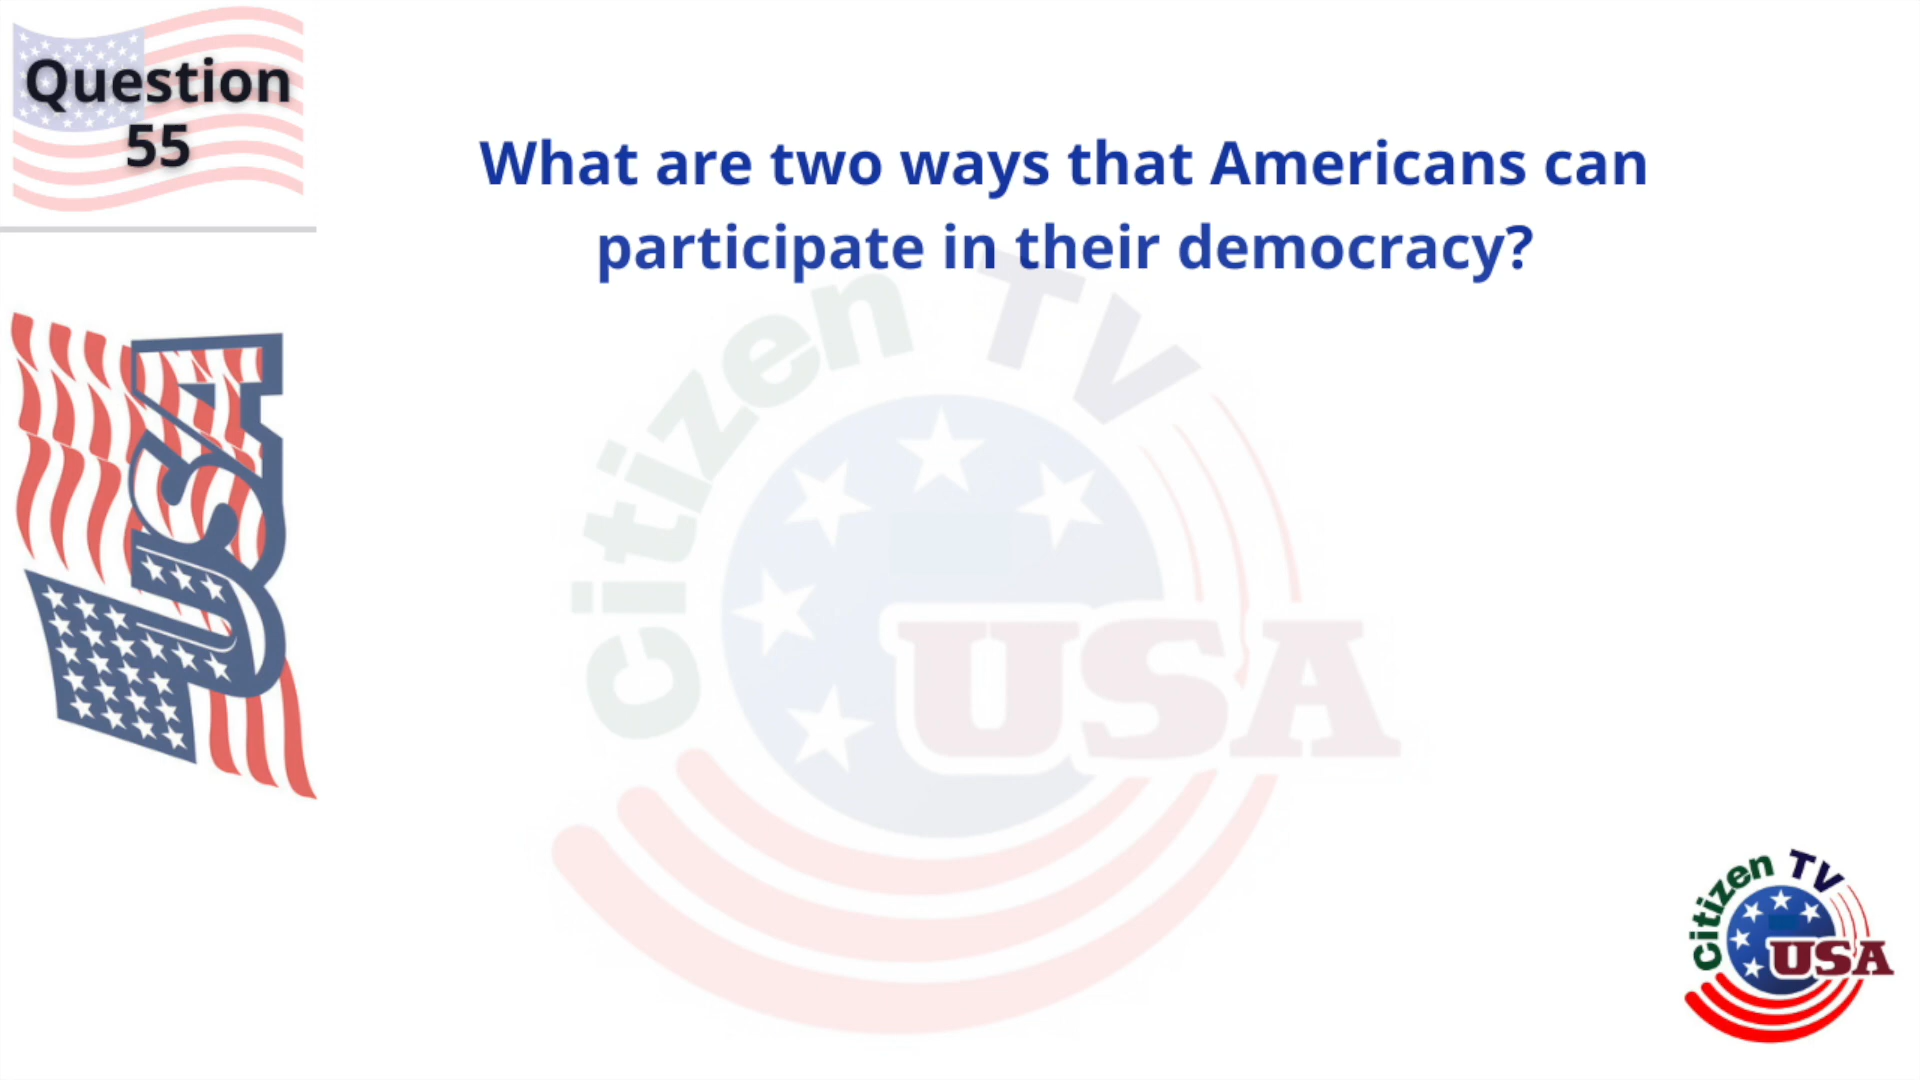 Question
55
What are two ways that Americans can
participate in their democracy?
USA
Citizen TV
USA
Citizen TV
USA